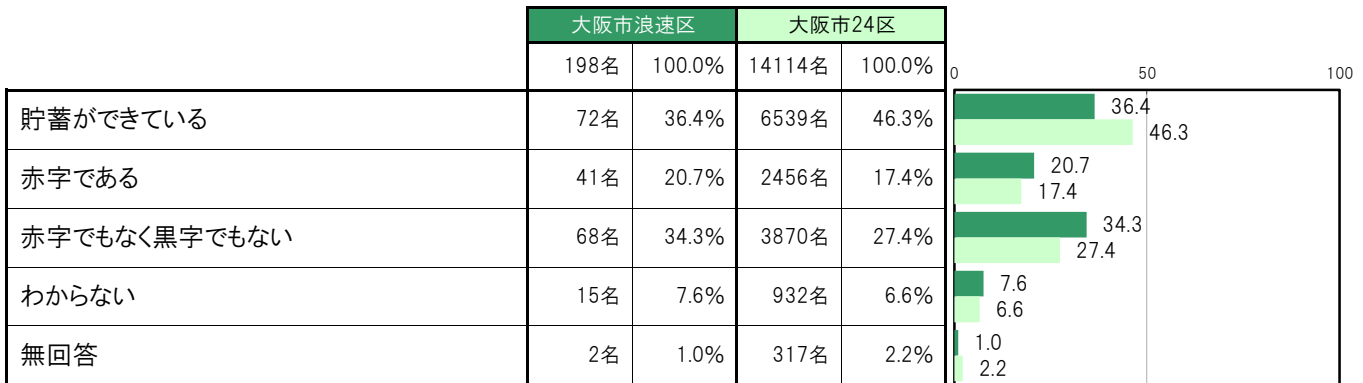 大阪市浪速区 大阪市24区
198名 100.0% 14114名 100.0% 0 50 100
貯蓄ができている 72名 36.4% 6539名 46.3% 36.4
46.3
赤字である 41名 20.7% 2456名 17.4% 20.7
17.4
赤字でもなく黒字でもない 68名 34.3% 3870名 27.4% 34.3
27.4
わからない 15名 7.6% 932名 6.6% 7.6
6.6
無回答 2名 1.0% 317名 2.2% 1.0
2.2